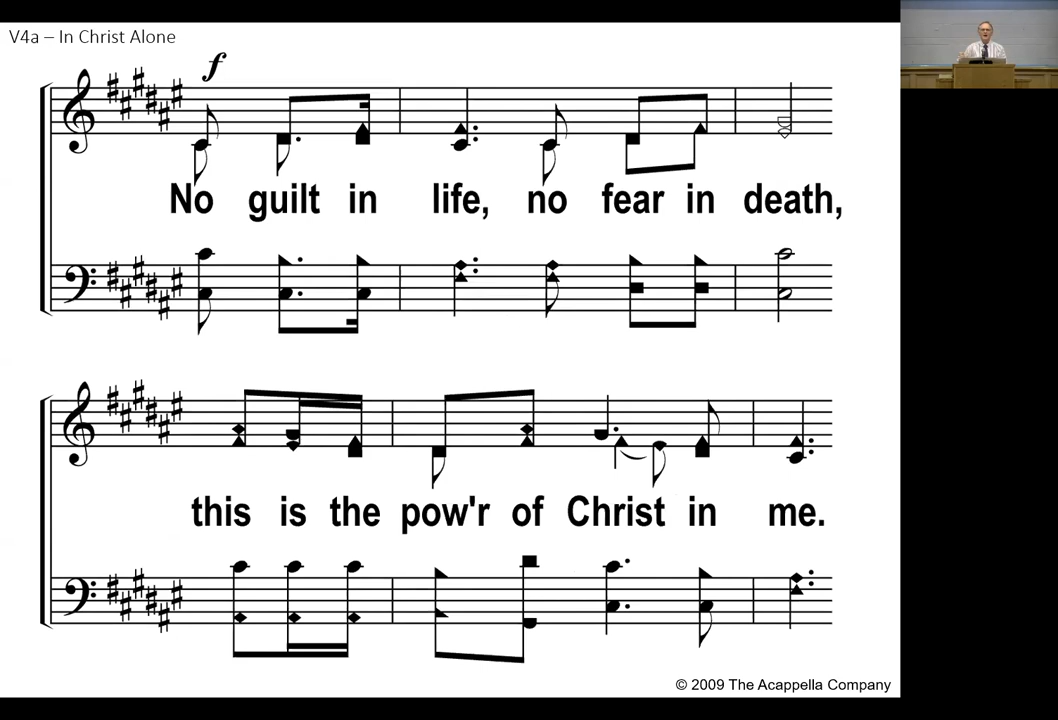 V4a – In Christ Alone
f
No guilt in life, no fear in death,
this is the pow'r of Christ in me.
© 2009 The Acappella Company